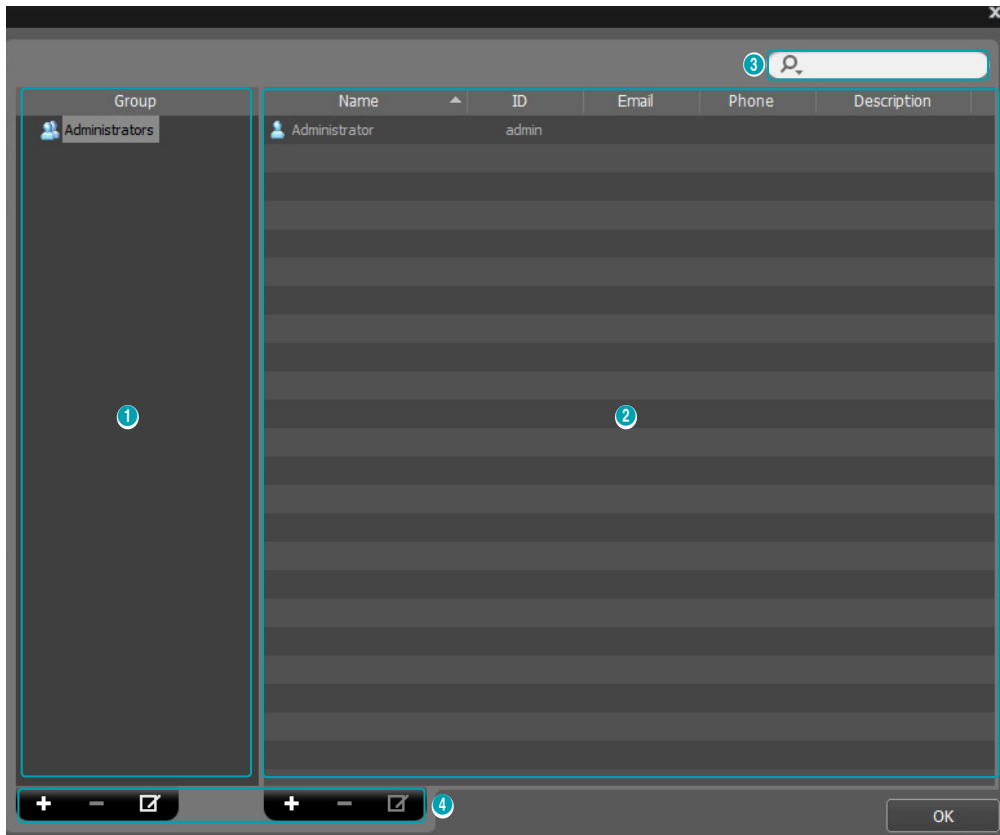 x
3
Group Name ID Email Phone Description
Administrators Administrator admin
1 2
+ − + − 4
OK